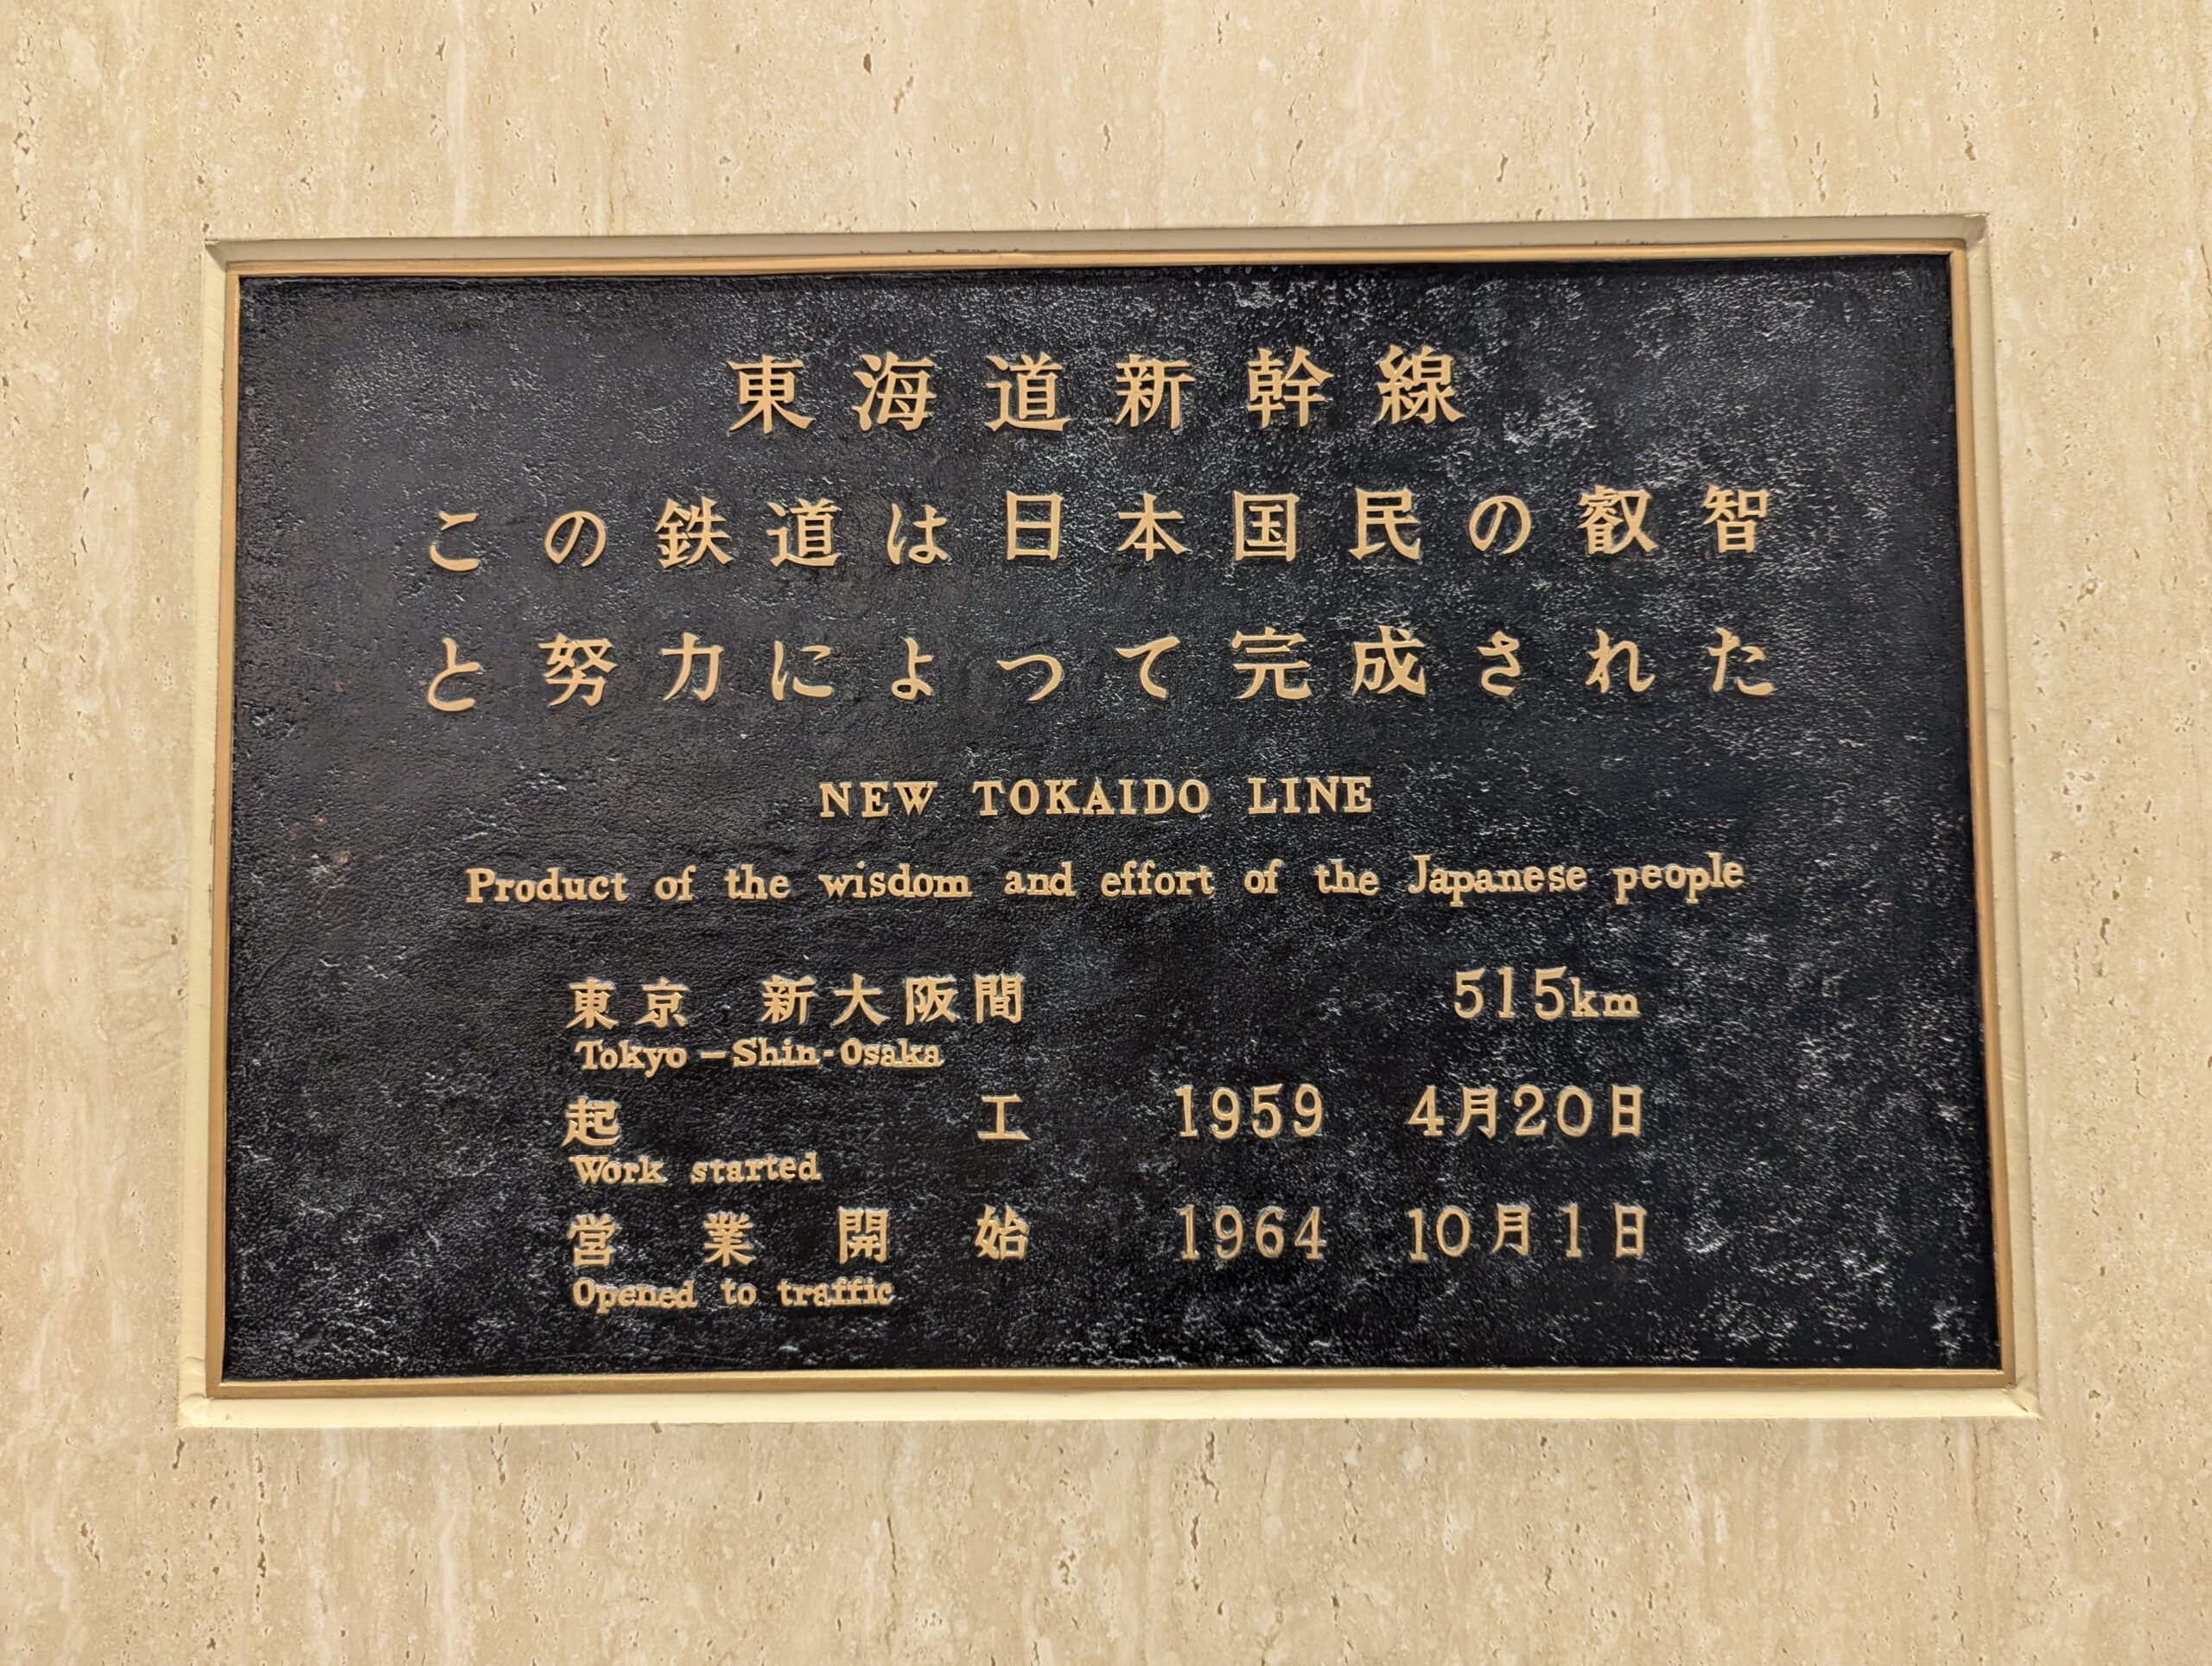 東海道新幹線
この鉄道は日本国民の叡智
と努力によつて完成された
NEW TOKAIDO LINE
Product of the wisdom and effort of the Japanese people
東京 新大阪間 515km
Tokyo–Shin-Osaka
起工 1959 4月20日
Work started
営業開始 1964 10月1日
Opened to traffic